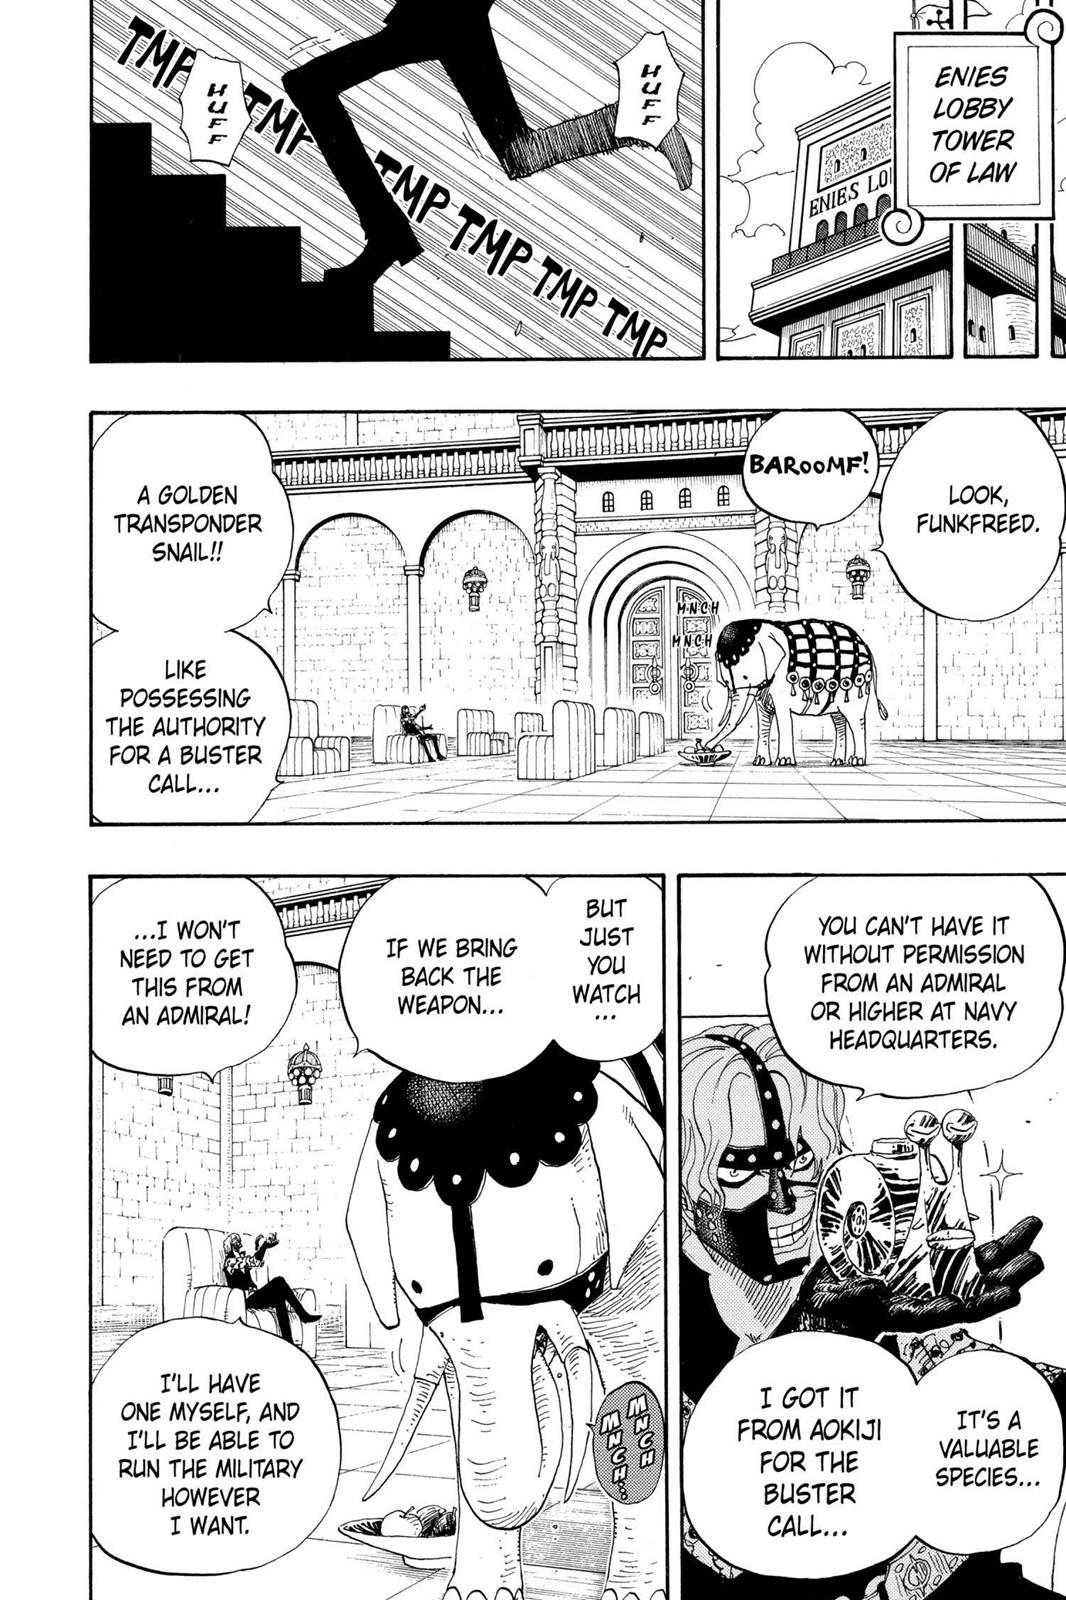 ENIES
LOBBY
TOWER
OF LAW
ENIES LO
HUFF
HUFF
TMP
TMP
TMP
TMP
TMP
TMP
TMP
LOOK,
FUNKFREED.
BAROOMF!
MNCH
MNCH
A GOLDEN
TRANSPONDER
SNAIL!!
LIKE
POSSESSING
THE AUTHORITY
FOR A BUSTER
CALL...
YOU CAN'T HAVE IT
WITHOUT PERMISSION
FROM AN ADMIRAL
OR HIGHER AT NAVY
HEADQUARTERS.
IT'S A
VALUABLE
SPECIES...
I GOT IT
FROM AOKIJI
FOR THE
BUSTER
CALL...
BUT
JUST
YOU
WATCH
...
IF WE BRING
BACK THE
WEAPON...
...I WON'T
NEED TO GET
THIS FROM
AN ADMIRAL!
MNCH
MNCH...
I'LL HAVE
ONE MYSELF, AND
I'LL BE ABLE TO
RUN THE MILITARY
HOWEVER
I WANT.